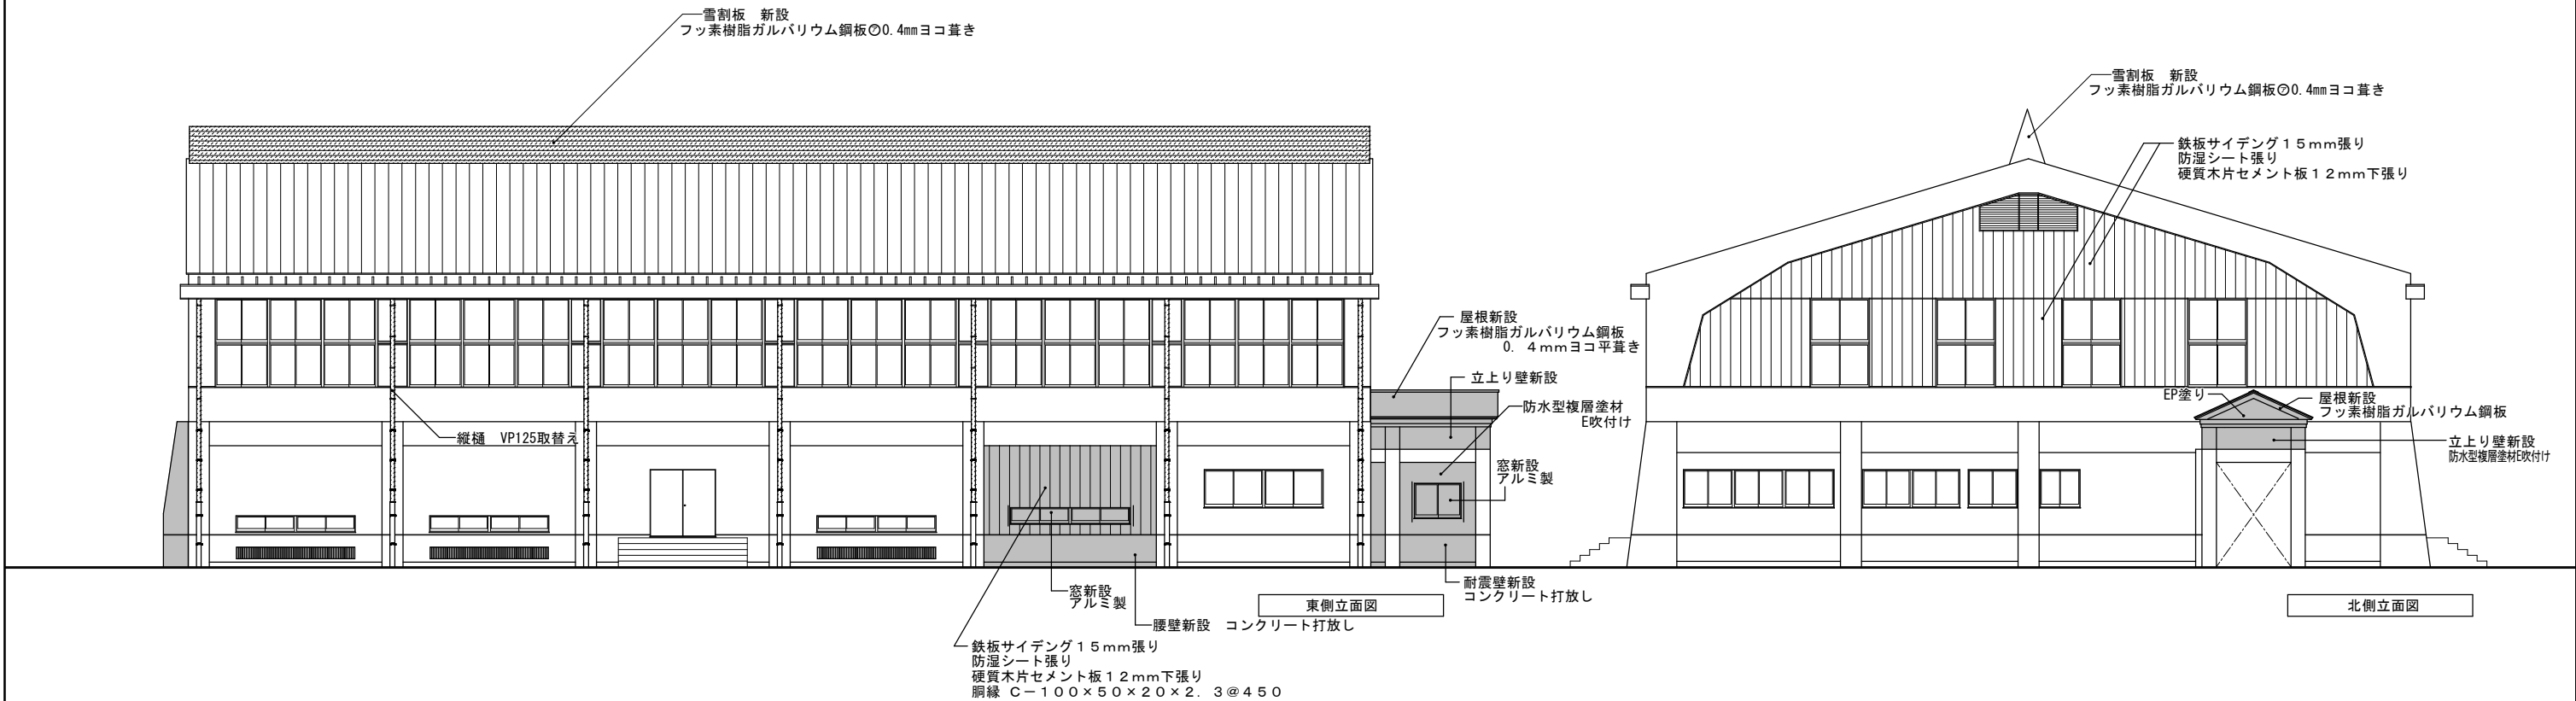 雪割板　新設
フッ素樹脂ガルバリウム鋼板㋐0.4㎜ヨコ葺き
雪割板　新設
フッ素樹脂ガルバリウム鋼板㋐0.4㎜ヨコ葺き
鉄板サイデング１５ｍｍ張り
防湿シート張り
硬質木片セメント板１２ｍｍ下張り
屋根新設
フッ素樹脂ガルバリウム鋼板
０．４ｍｍヨコ平葺き
立上り壁新設
防水型複層塗材
E吹付け
縦樋　VP125取替え
窓新設
アルミ製
EP塗り
屋根新設
フッ素樹脂ガルバリウム鋼板
立上り壁新設
防水型複層塗材E吹付け
窓新設
アルミ製
耐震壁新設
コンクリート打放し
東側立面図
北側立面図
腰壁新設　コンクリート打放し
鉄板サイデング１５ｍｍ張り
防湿シート張り
硬質木片セメント板１２ｍｍ下張り
胴縁 Ｃ－１００×５０×２０×２．３＠４５０